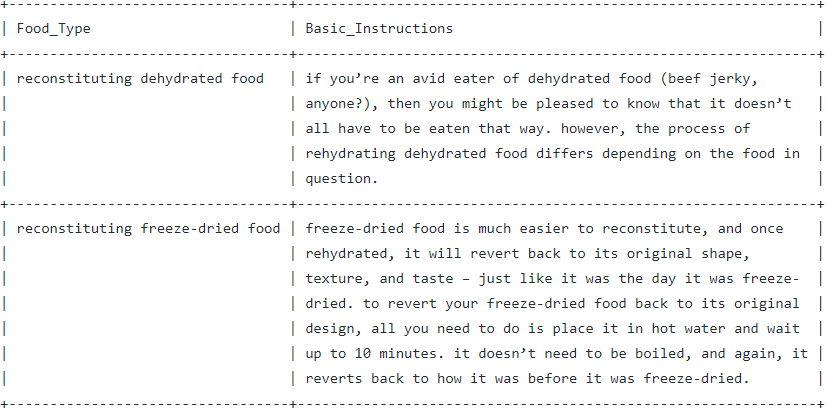 Food_Type Basic_Instructions
reconstituting dehydrated food if you’re an avid eater of dehydrated food (beef jerky,
anyone?), then you might be pleased to know that it doesn’t
all have to be eaten that way. however, the process of
rehydrating dehydrated food differs depending on the food in
question.
reconstituting freeze-dried food freeze-dried food is much easier to reconstitute, and once
rehydrated, it will revert back to its original shape,
texture, and taste – just like it was the day it was freeze-
dried. to revert your freeze-dried food back to its original
design, all you need to do is place it in hot water and wait
up to 10 minutes. it doesn’t need to be boiled, and again, it
reverts back to how it was before it was freeze-dried.